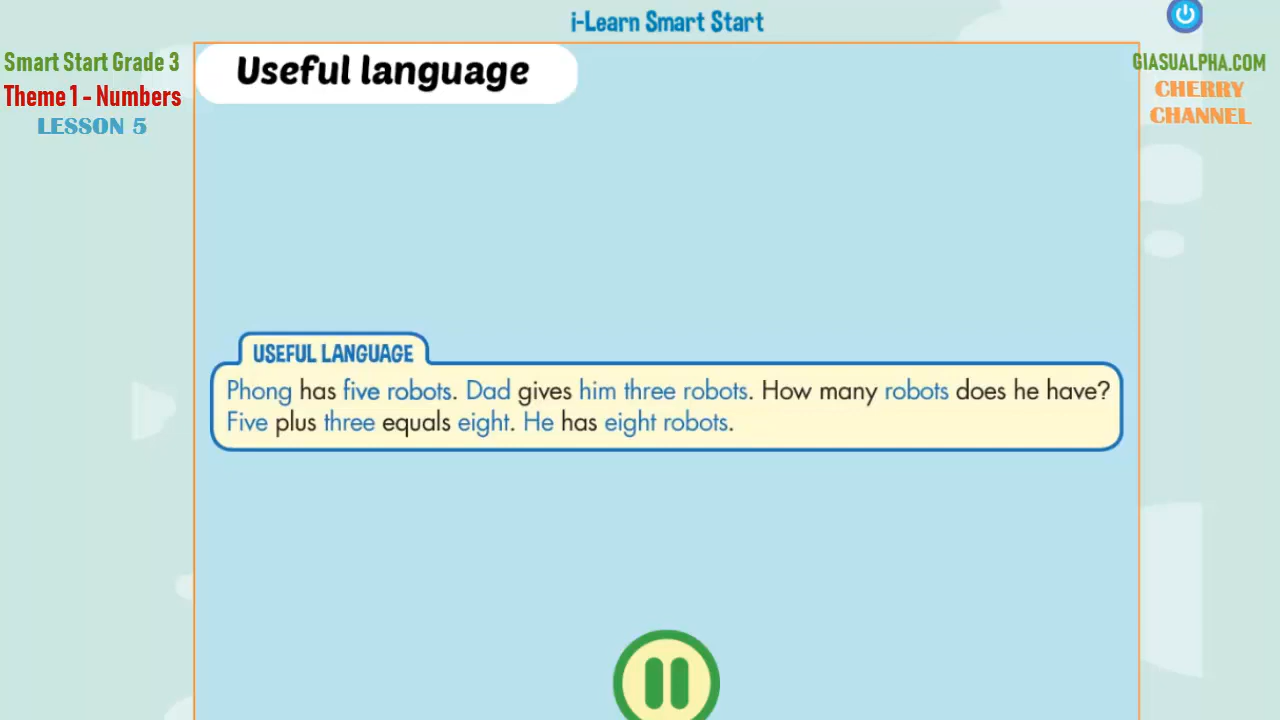 i-Learn Smart Start
Smart Start Grade 3
Theme 1 - Numbers
LESSON 5
Useful language
GIASUALPHA.COM
CHERRY
CHANNEL
USEFUL LANGUAGE
Phong has five robots. Dad gives him three robots. How many robots does he have?
Five plus three equals eight. He has eight robots.